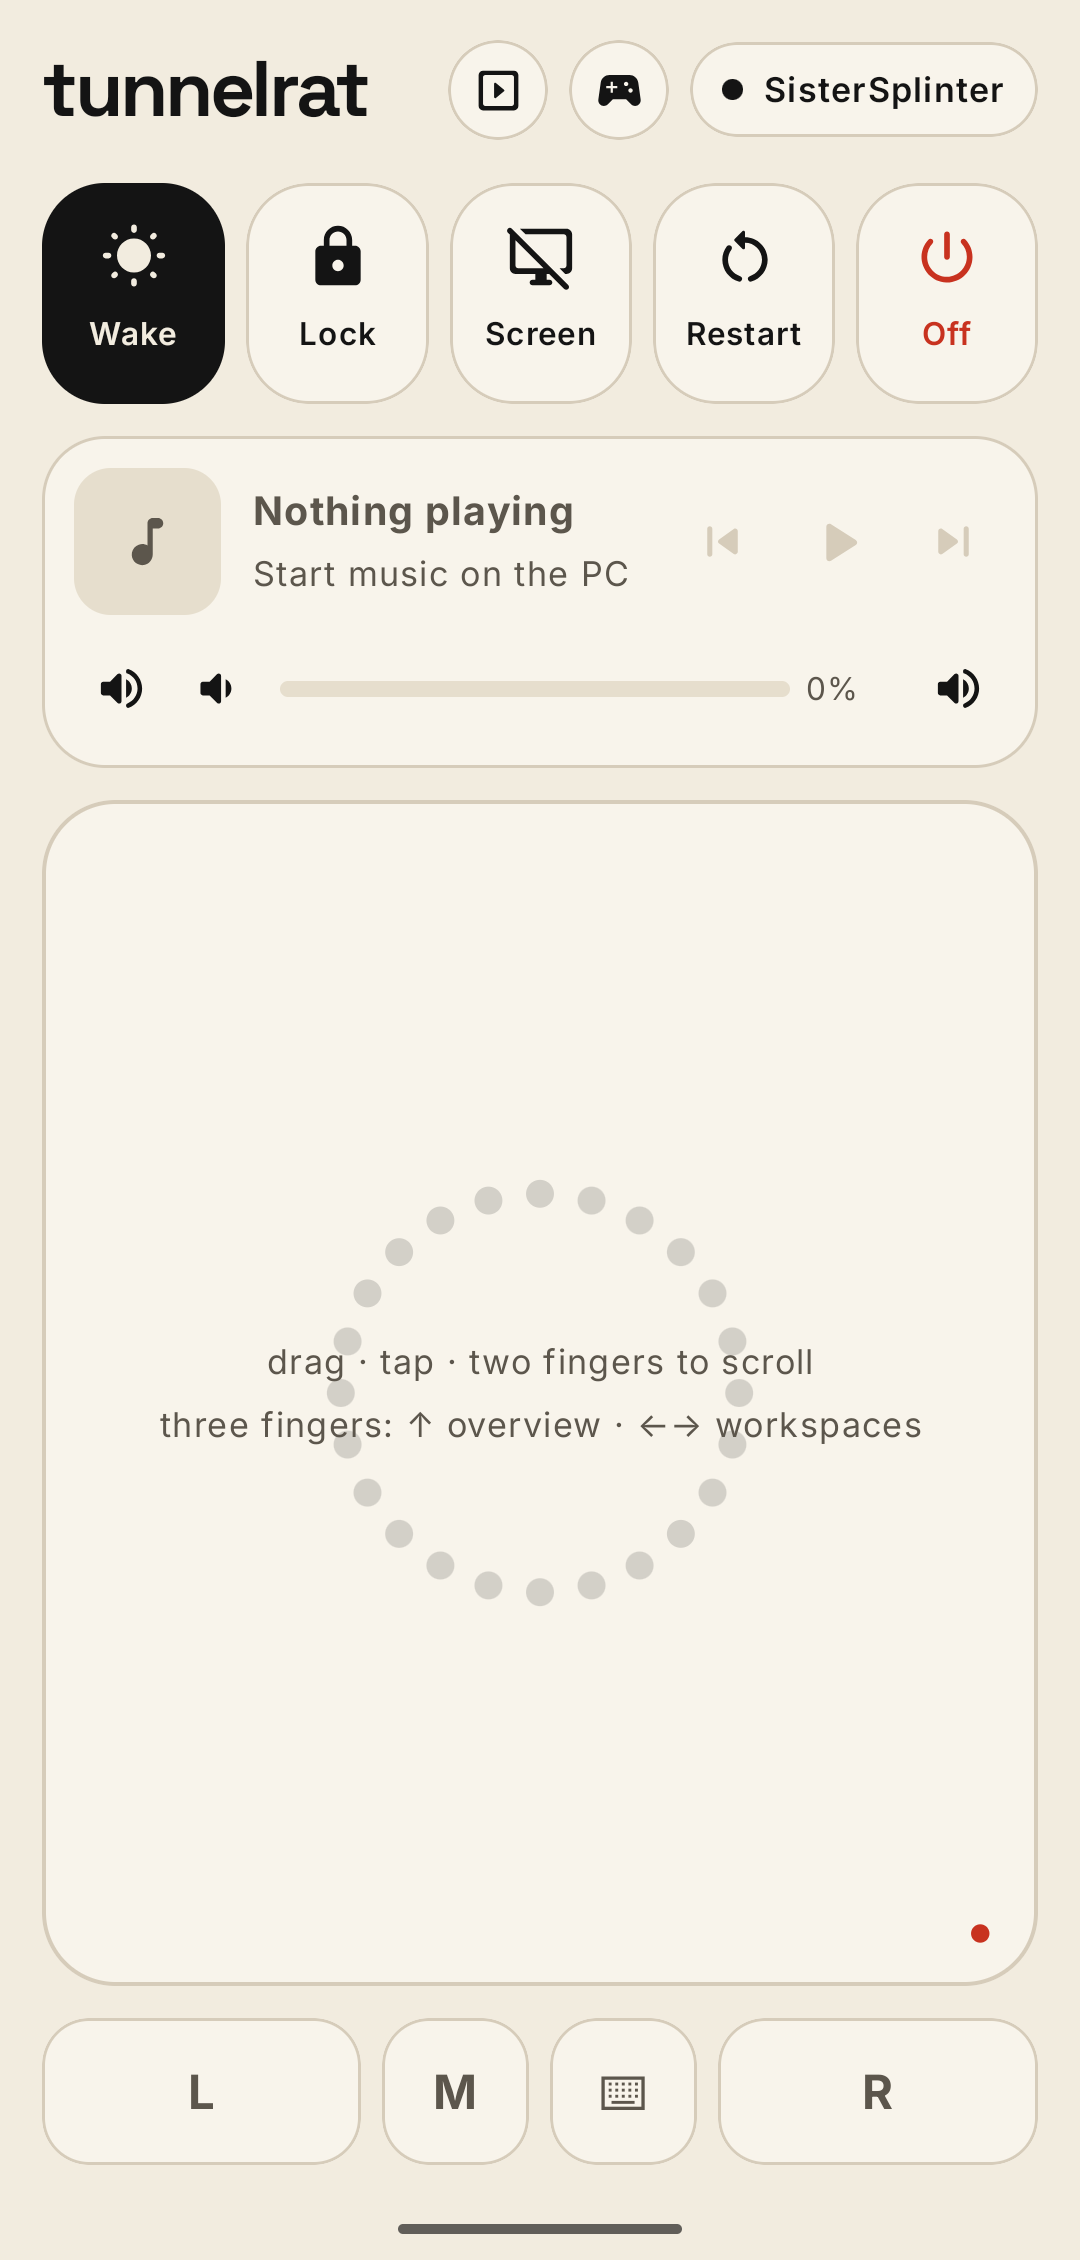 tunnelrat
SisterSplinter
Wake
Lock
Screen
Restart
Off
Nothing playing
Start music on the PC
0%
drag · tap · two fingers to scroll
three fingers: ↑ overview · ←→ workspaces
L
M
R